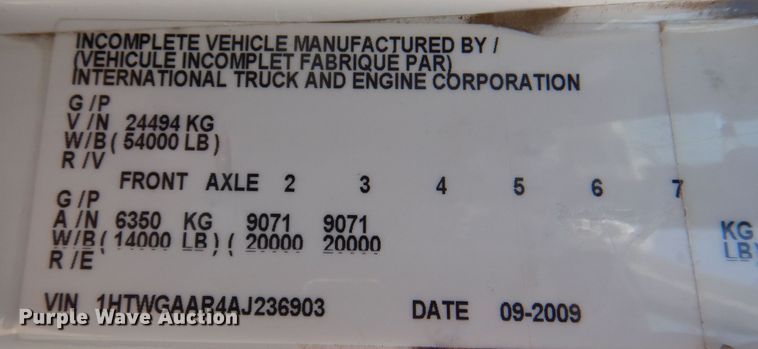 INCOMPLETE VEHICLE MANUFACTURED BY /
(VEHICULE INCOMPLET FABRIQUE PAR)
INTERNATIONAL TRUCK AND ENGINE CORPORATION
G /P
V /N 24494 KG
W/B ( 54000 LB )
R /V
FRONT AXLE 2 3 4 5 6 7
G /P
A /N 6350 KG 9071 9071 KG
W/B( 14000 LB ) ( 20000 20000 LB)
R /E
VIN 1HTWGAAR4AJ236903 DATE 09-2009
Purple Wave Auction